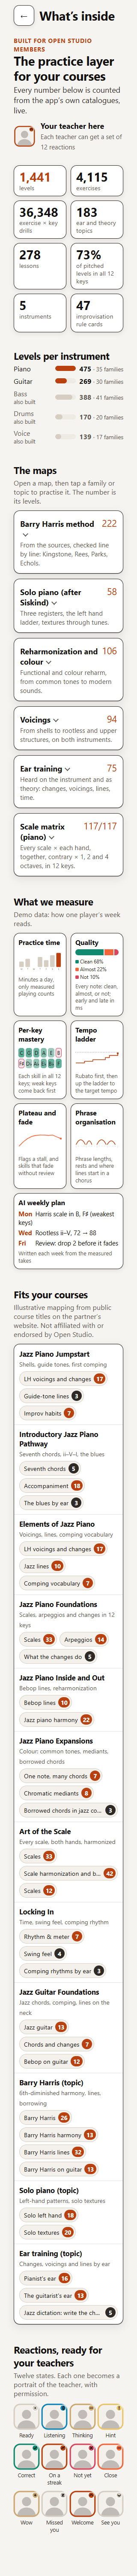 ← What's inside
BUILT FOR OPEN STUDIO
MEMBERS
The practice layer
for your courses
Every number below is counted
from the app's own catalogues,
live.
Your teacher here
Each teacher can get a set of
12 reactions
1,441
levels
4,115
exercises
36,348
exercise × key
drills
183
ear and theory
topics
278
lessons
73%
of pitched
levels in all 12
keys
5
instruments
47
improvisation
rule cards
Levels per instrument
Piano 475 · 35 families
Guitar 269 · 30 families
Bass
also built
388 · 41 families
Drums
also built
170 · 20 families
Voice
also built
139 · 17 families
The maps
Open a map, then tap a family or
topic to practise it. The number is
its levels.
Barry Harris method 222
From the sources, checked line
by line: Kingstone, Rees, Parks,
Echols.
Solo piano (after
Siskind) 58
Three registers, the left hand
ladder, textures through tunes.
Reharmonization and
colour 106
Functional and colour reharm,
from common tones to modern
sounds.
Voicings 94
From shells to rootless and upper
structures, on both instruments.
Ear training 75
Heard on the instrument and as
theory: changes, voicings, lines,
time.
Scale matrix
(piano) 117/117
Every scale × each hand,
together, contrary × 1, 2 and 4
octaves, in 12 keys.
What we measure
Demo data: how one player's week
reads.
Practice time
Minutes a day,
only measured
playing counts
Quality
Clean 68%
Almost 22%
Not 10%
Every note: clean,
almost, or not;
early and late in
ms
Per-key
mastery
Each skill in all 12
keys; weak keys
come back first
Tempo
ladder
Rubato first, then
up the ladder to
the target tempo
Plateau and
fade
Flags a stall, and
skills that fade
without review
Phrase
organisation
Phrase lengths,
rests and where
lines start in a
chorus
AI weekly plan
Mon Harris scale in B, F# (weakest
keys)
Wed Rootless ii–V, 72 → 88
Fri Review: drop 2 before it fades
Written each week from the measured
takes
Fits your courses
Illustrative mapping from public
course titles on the partner's
website. Not affiliated with or
endorsed by Open Studio.
Jazz Piano Jumpstart
Shells, guide tones, first comping
LH voicings and changes 17
Guide-tone lines 3
Improv habits 7
Introductory Jazz Piano
Pathway
Seventh chords, ii–V–I, the blues
Seventh chords 5
Accompaniment 18
The blues by ear 3
Elements of Jazz Piano
Voicings, lines, comping vocabulary
LH voicings and changes 17
Jazz lines 10
Comping vocabulary 7
Jazz Piano Foundations
Scales, arpeggios and changes in 12
keys
Scales 33
Arpeggios 14
What the changes do 5
Jazz Piano Inside and Out
Bebop lines, reharmonization
Bebop lines 10
Jazz piano harmony 22
Jazz Piano Expansions
Colour: common tones, mediants,
borrowed chords
One note, many chords 7
Chromatic mediants 8
Borrowed chords in jazz co... 3
Art of the Scale
Every scale, both hands, harmonized
Scales 33
Scale harmonization and b... 42
Scales 12
Locking In
Time, swing feel, comping rhythm
Rhythm & meter 7
Swing feel 4
Comping rhythms by ear 3
Jazz Guitar Foundations
Jazz chords, comping, lines on the
neck
Jazz guitar 13
Chords and changes 7
Bebop on guitar 12
Barry Harris (topic)
6th-diminished harmony, lines,
borrowing
Barry Harris 26
Barry Harris harmony 13
Barry Harris lines 32
Barry Harris on guitar 13
Solo piano (topic)
Left-hand patterns, solo textures
Solo left hand 18
Solo textures 20
Ear training (topic)
Changes, voicings and lines by ear
Pianist's ear 16
The guitarist's ear 13
Jazz dictation: write the ch... 5
Reactions, ready for
your teachers
Twelve states. Each one becomes a
portrait of the teacher, with
permission.
Ready Listening Thinking Hint
Correct On a
streak Not yet Close
Wow Missed
you Welcome See you